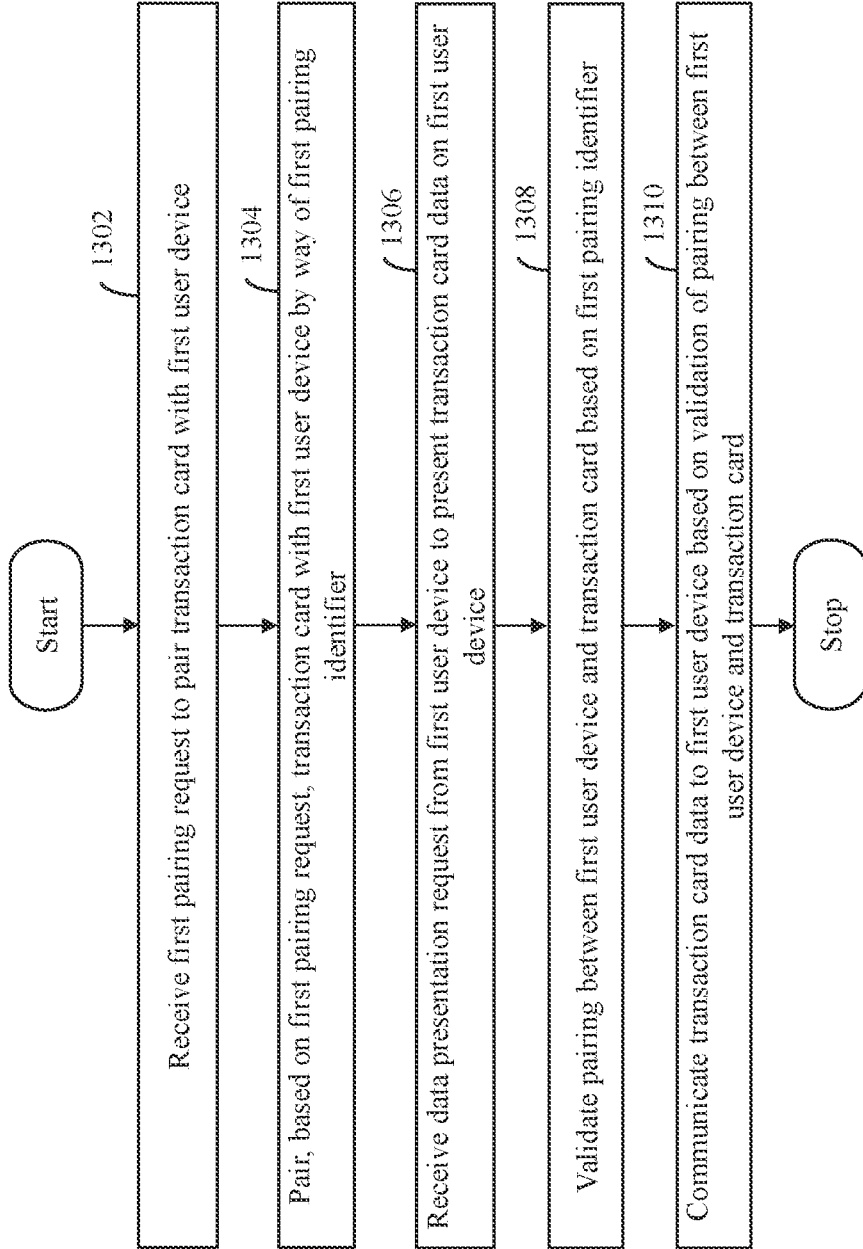 Start
1302
Receive first pairing request to pair transaction card with first user device
1304
Pair, based on first pairing request, transaction card with first user device by way of first pairing
identifier
1306
Receive data presentation request from first user device to present transaction card data on first user
device
1308
Validate pairing between first user device and transaction card based on first pairing identifier
1310
Communicate transaction card data to first user device based on validation of pairing between first
user device and transaction card
Stop